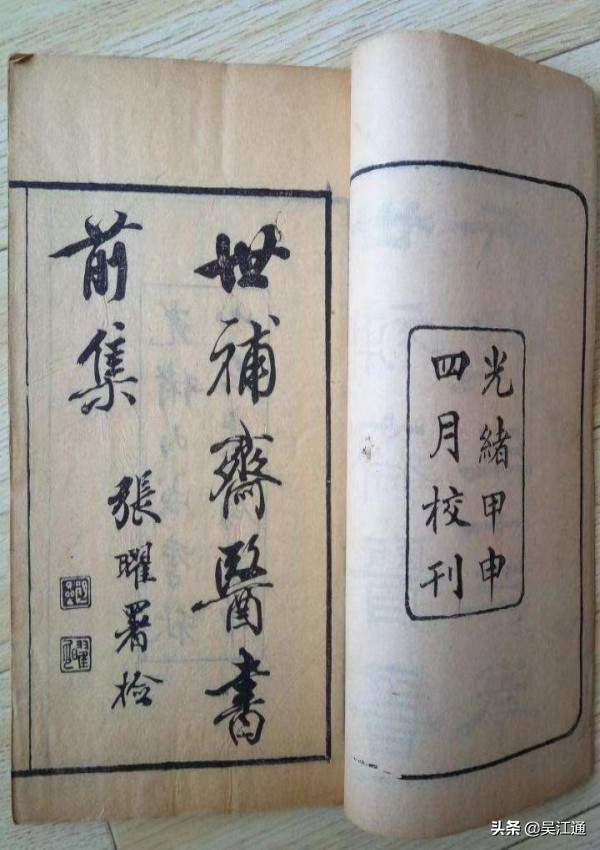 光緒甲申
四月校刊
世補齋醫書
前集
張曜署檢
头条 @吴江通